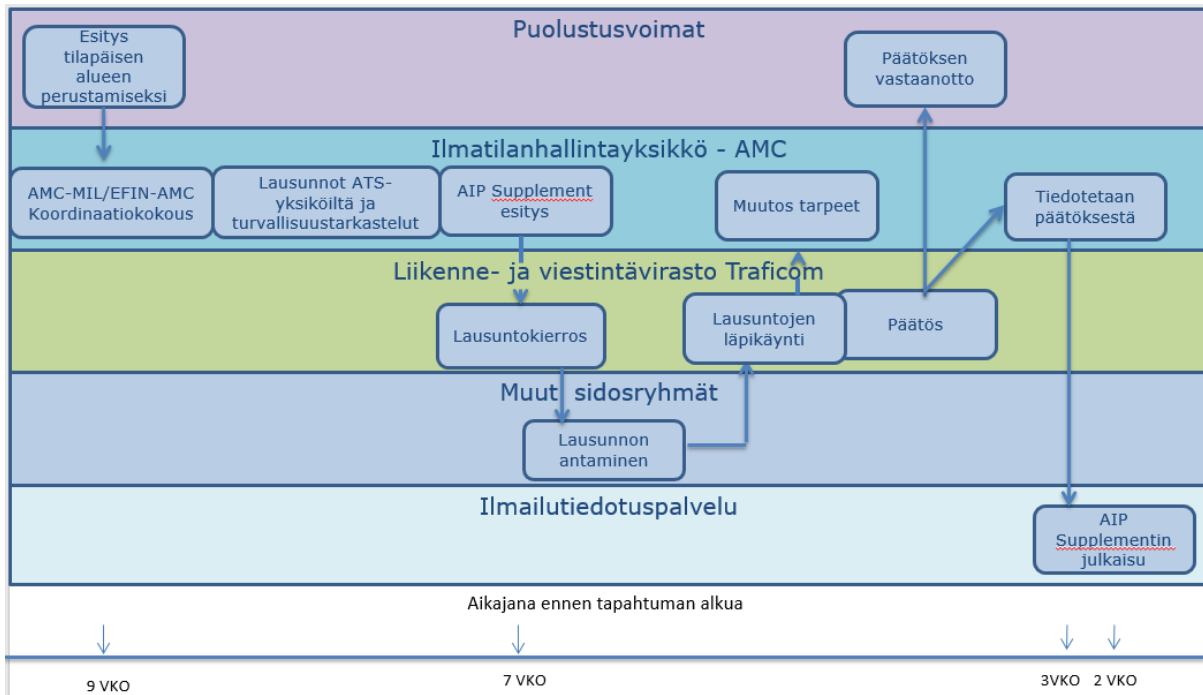 Puolustusvoimat
Esitys
tilapäisen
alueen
perustamiseksi
Päätöksen
vastaanotto
Ilmatilanhallintayksikkö - AMC
AMC-MIL/EFIN-AMC
Koordinaatiokokous
Lausunnot ATS-
yksiköiltä ja
turvallisuustarkastelut
AIP Supplement
esitys
Muutos tarpeet
Tiedotetaan
päätöksestä
Liikenne- ja viestintävirasto Traficom
Lausuntokierros
Lausuntojen
läpikäynti
Päätös
Muut sidosryhmät
Lausunnon
antaminen
Ilmailutiedotuspalvelu
AIP
Supplementin
julkaisu
Aikajana ennen tapahtuman alkua
9 VKO
7 VKO
3VKO
2 VKO